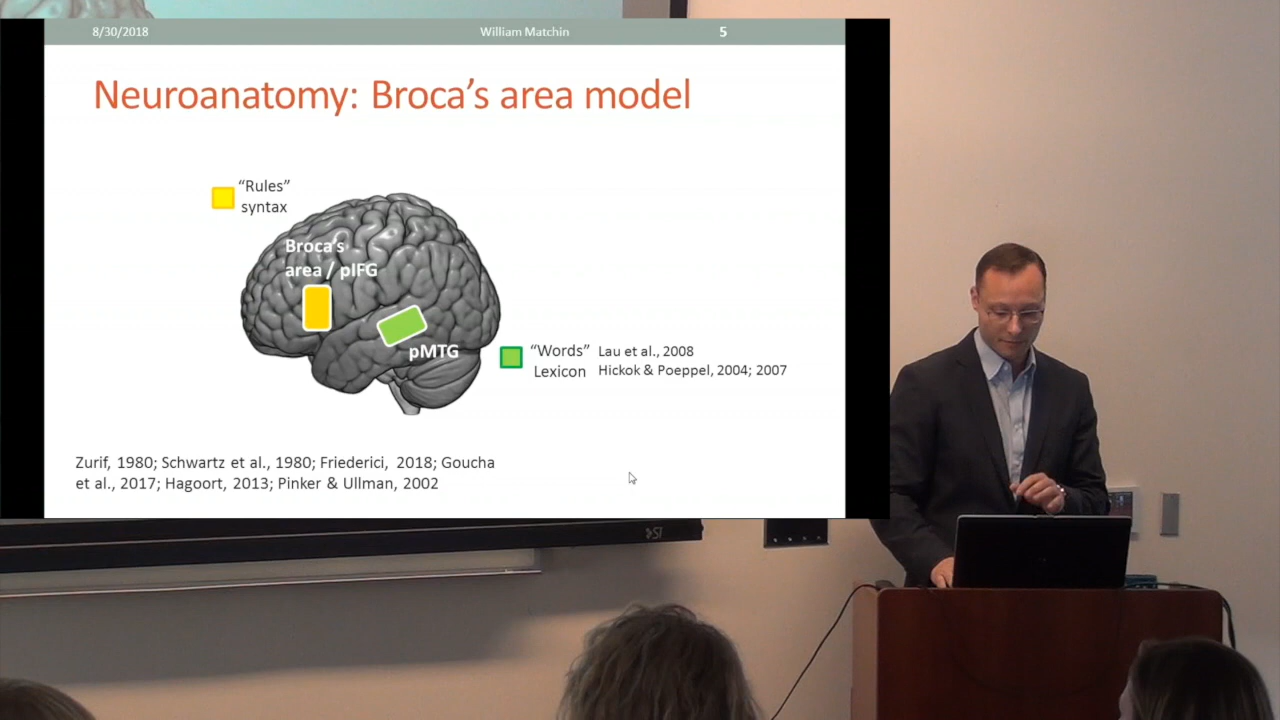 8/30/2018 William Matchin 5
Neuroanatomy: Broca's area model
"Rules"
syntax
Broca's
area / pIFG
pMTG
"Words" Lau et al., 2008
Lexicon Hickok & Poeppel, 2004; 2007
Zurif, 1980; Schwartz et al., 1980; Friederici, 2018; Goucha
et al., 2017; Hagoort, 2013; Pinker & Ullman, 2002